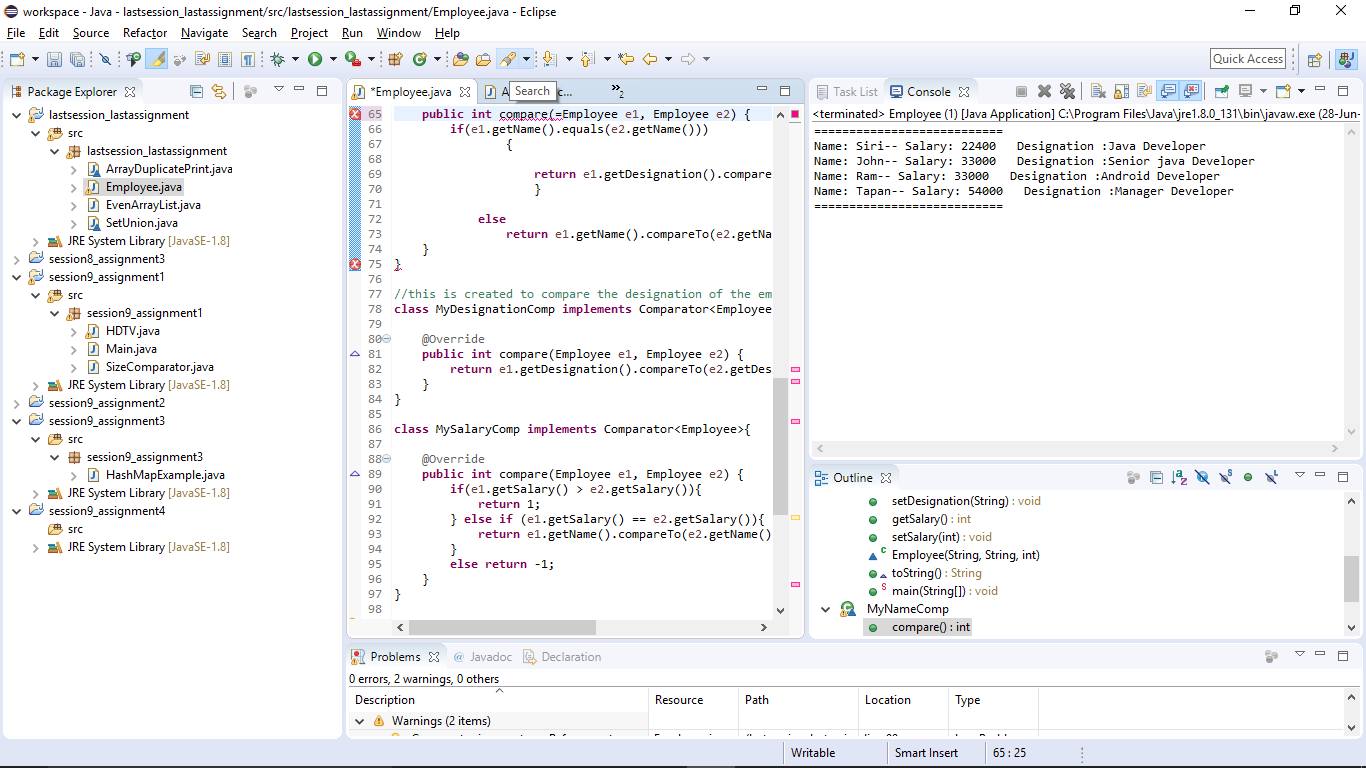 workspace - Java - lastsession_lastassignment/src/lastsession_lastassignment/Employee.java - Eclipse
File Edit Source Refactor Navigate Search Project Run Window Help
Quick Access
Package Explorer
lastsession_lastassignment
src
lastsession_lastassignment
ArrayDuplicatePrint.java
Employee.java
EvenArrayList.java
SetUnion.java
JRE System Library [JavaSE-1.8]
session8_assignment3
session9_assignment1
src
session9_assignment1
HDTV.java
Main.java
SizeComparator.java
JRE System Library [JavaSE-1.8]
session9_assignment2
session9_assignment3
src
session9_assignment3
HashMapExample.java
JRE System Library [JavaSE-1.8]
session9_assignment4
src
JRE System Library [JavaSE-1.8]
*Employee.java A Search c... »2
65 public int compare(=Employee e1, Employee e2) {
66 if(e1.getName().equals(e2.getName()))
67 {
68
69 return e1.getDesignation().compare
70 }
71
72 else
73 return e1.getName().compareTo(e2.getNa
74 }
75 }
76
77 //this is created to compare the designation of the em
78 class MyDesignationComp implements Comparator<Employee
79
80 @Override
81 public int compare(Employee e1, Employee e2) {
82 return e1.getDesignation().compareTo(e2.getDes
83 }
84 }
85
86 class MySalaryComp implements Comparator<Employee>{
87
88 @Override
89 public int compare(Employee e1, Employee e2) {
90 if(e1.getSalary() > e2.getSalary()){
91 return 1;
92 } else if (e1.getSalary() == e2.getSalary()){
93 return e1.getName().compareTo(e2.getName()
94 }
95 else return -1;
96 }
97 }
98
Task List Console
<terminated> Employee (1) [Java Application] C:\Program Files\Java\jre1.8.0_131\bin\javaw.exe (28-Jun-
===========================
Name: Siri-- Salary: 22400 Designation :Java Developer
Name: John-- Salary: 33000 Designation :Senior java Developer
Name: Ram-- Salary: 33000 Designation :Android Developer
Name: Tapan-- Salary: 54000 Designation :Manager Developer
===========================
Outline
setDesignation(String) : void
getSalary() : int
setSalary(int) : void
Employee(String, String, int)
toString() : String
main(String[]) : void
MyNameComp
compare() : int
Problems @ Javadoc Declaration
0 errors, 2 warnings, 0 others
Description Resource Path Location Type
Warnings (2 items)
Writable Smart Insert 65 : 25